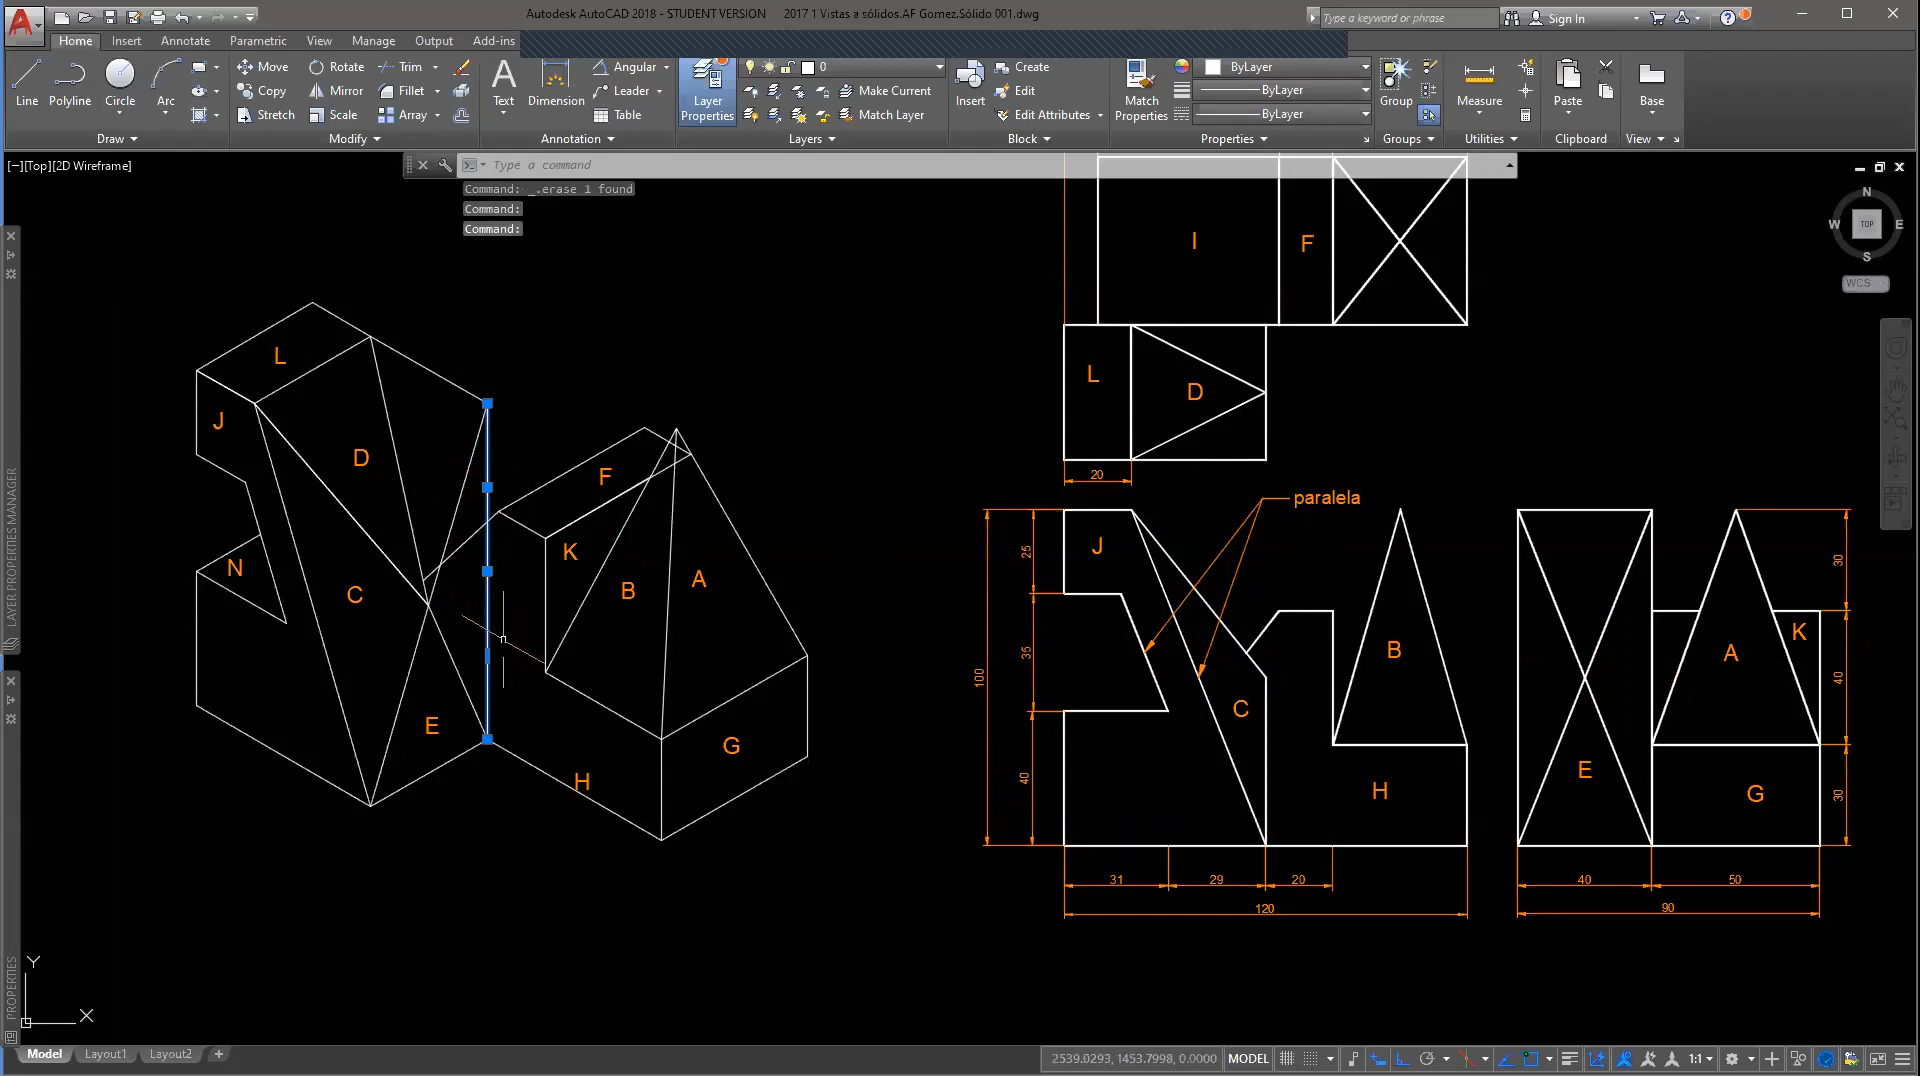 Autodesk AutoCAD 2018 - STUDENT VERSION 2017 1 Vistas a sólidos.AF Gomez.Sólido 001.dwg
Type a keyword or phrase
Sign In
Home Insert Annotate Parametric View Manage Output Add-ins
Line Polyline Circle Arc
Move Rotate Trim
Copy Mirror Fillet
Stretch Scale Array
Text Dimension
Angular
Leader
Table
Layer Properties
0
Make Current
Match Layer
Insert
Create
Edit
Edit Attributes
Match Properties
ByLayer
ByLayer
ByLayer
Group
Measure
Paste
Base
Draw Modify Annotation Layers Block Properties Groups Utilities Clipboard View
[−][Top][2D Wireframe]
Type a command
Command: _.erase 1 found
Command:
Command:
N
W TOP E
S
WCS
LAYER PROPERTIES MANAGER
PROPERTIES
L
J
D
F
K
N
C
B
A
E
G
H
I
F
L
D
20
paralela
J
25
35
100
40
C
B
H
31 29 20
120
30
K
A
40
E
G
30
40 50
90
Y
X
Model Layout1 Layout2 +
2539.0293, 1453.7998, 0.0000 MODEL 1:1